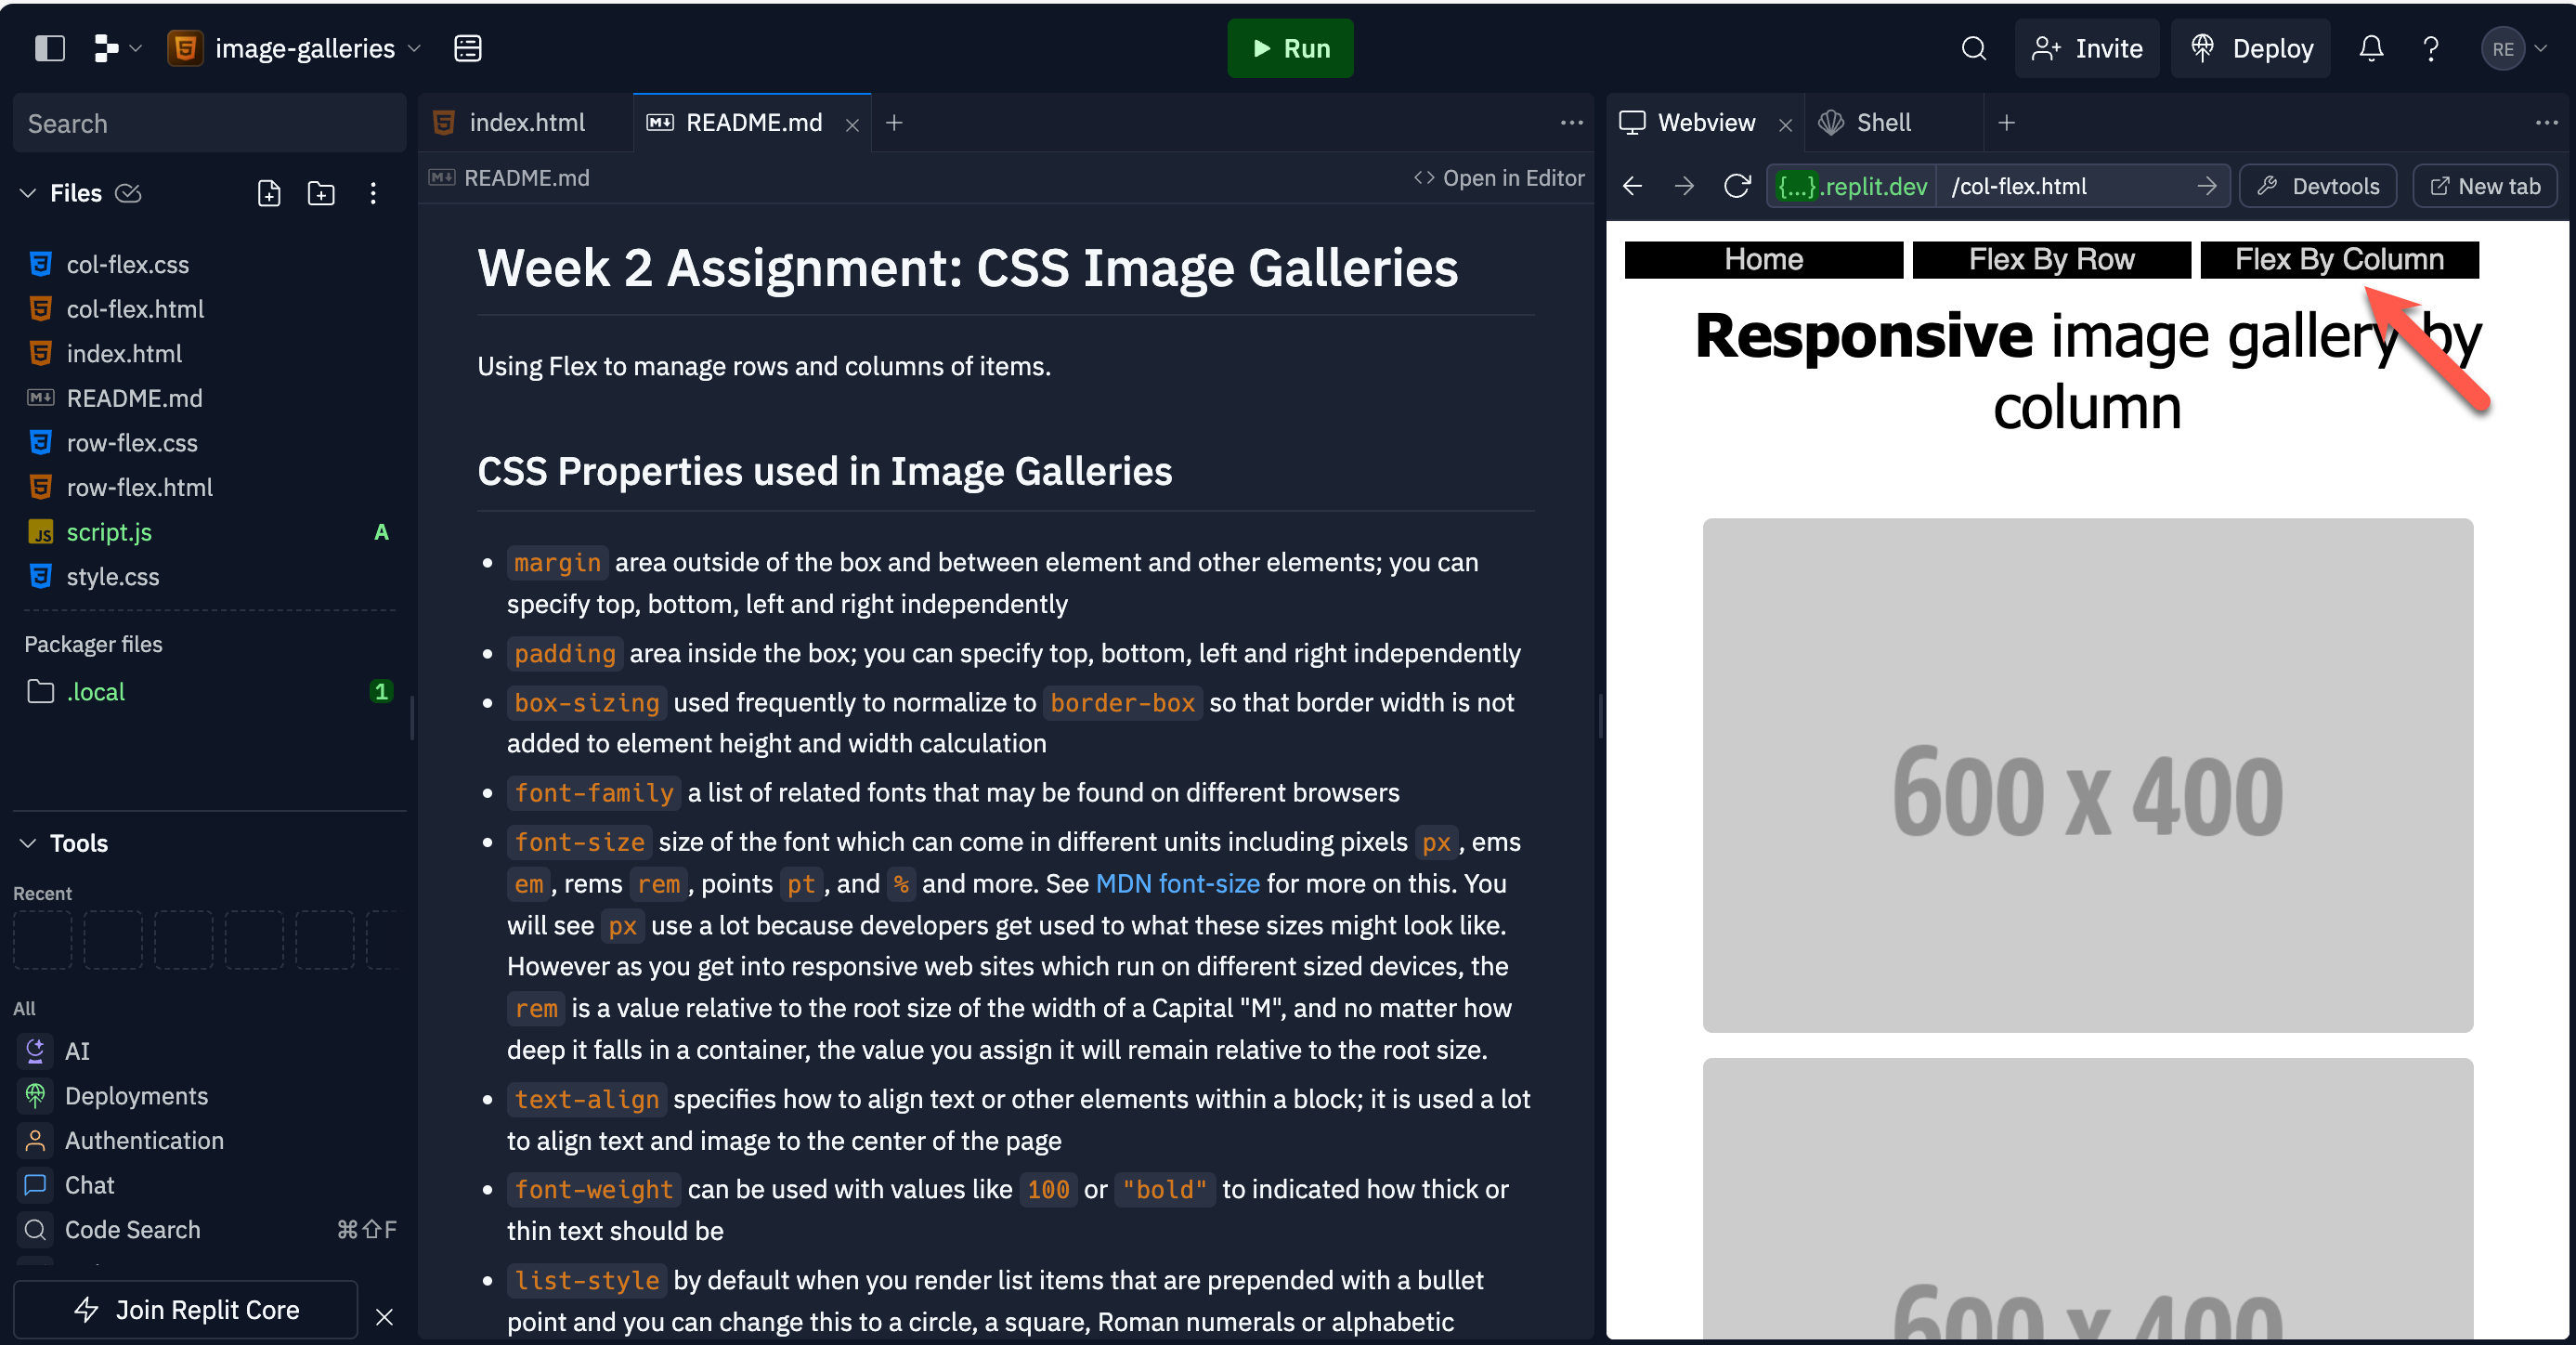 image-galleries
Run
Invite
Deploy
RE
Search
Files
col-flex.css
col-flex.html
index.html
README.md
row-flex.css
row-flex.html
script.js A
style.css
Packager files
.local 1
Tools
Recent
All
AI
Deployments
Authentication
Chat
Code Search ⌘⇧F
Join Replit Core
index.html
README.md
README.md
Open in Editor
Week 2 Assignment: CSS Image Galleries
Using Flex to manage rows and columns of items.
CSS Properties used in Image Galleries
margin area outside of the box and between element and other elements; you can
specify top, bottom, left and right independently
padding area inside the box; you can specify top, bottom, left and right independently
box-sizing used frequently to normalize to border-box so that border width is not
added to element height and width calculation
font-family a list of related fonts that may be found on different browsers
font-size size of the font which can come in different units including pixels px, ems
em, rems rem, points pt, and % and more. See MDN font-size for more on this. You
will see px use a lot because developers get used to what these sizes might look like.
However as you get into responsive web sites which run on different sized devices, the
rem is a value relative to the root size of the width of a Capital "M", and no matter how
deep it falls in a container, the value you assign it will remain relative to the root size.
text-align specifies how to align text or other elements within a block; it is used a lot
to align text and image to the center of the page
font-weight can be used with values like 100 or "bold" to indicated how thick or
thin text should be
list-style by default when you render list items that are prepended with a bullet
point and you can change this to a circle, a square, Roman numerals or alphabetic
Webview
Shell
{...}.replit.dev /col-flex.html
Devtools
New tab
Home
Flex By Row
Flex By Column
Responsive image gallery by
column
600 x 400
600 x 400